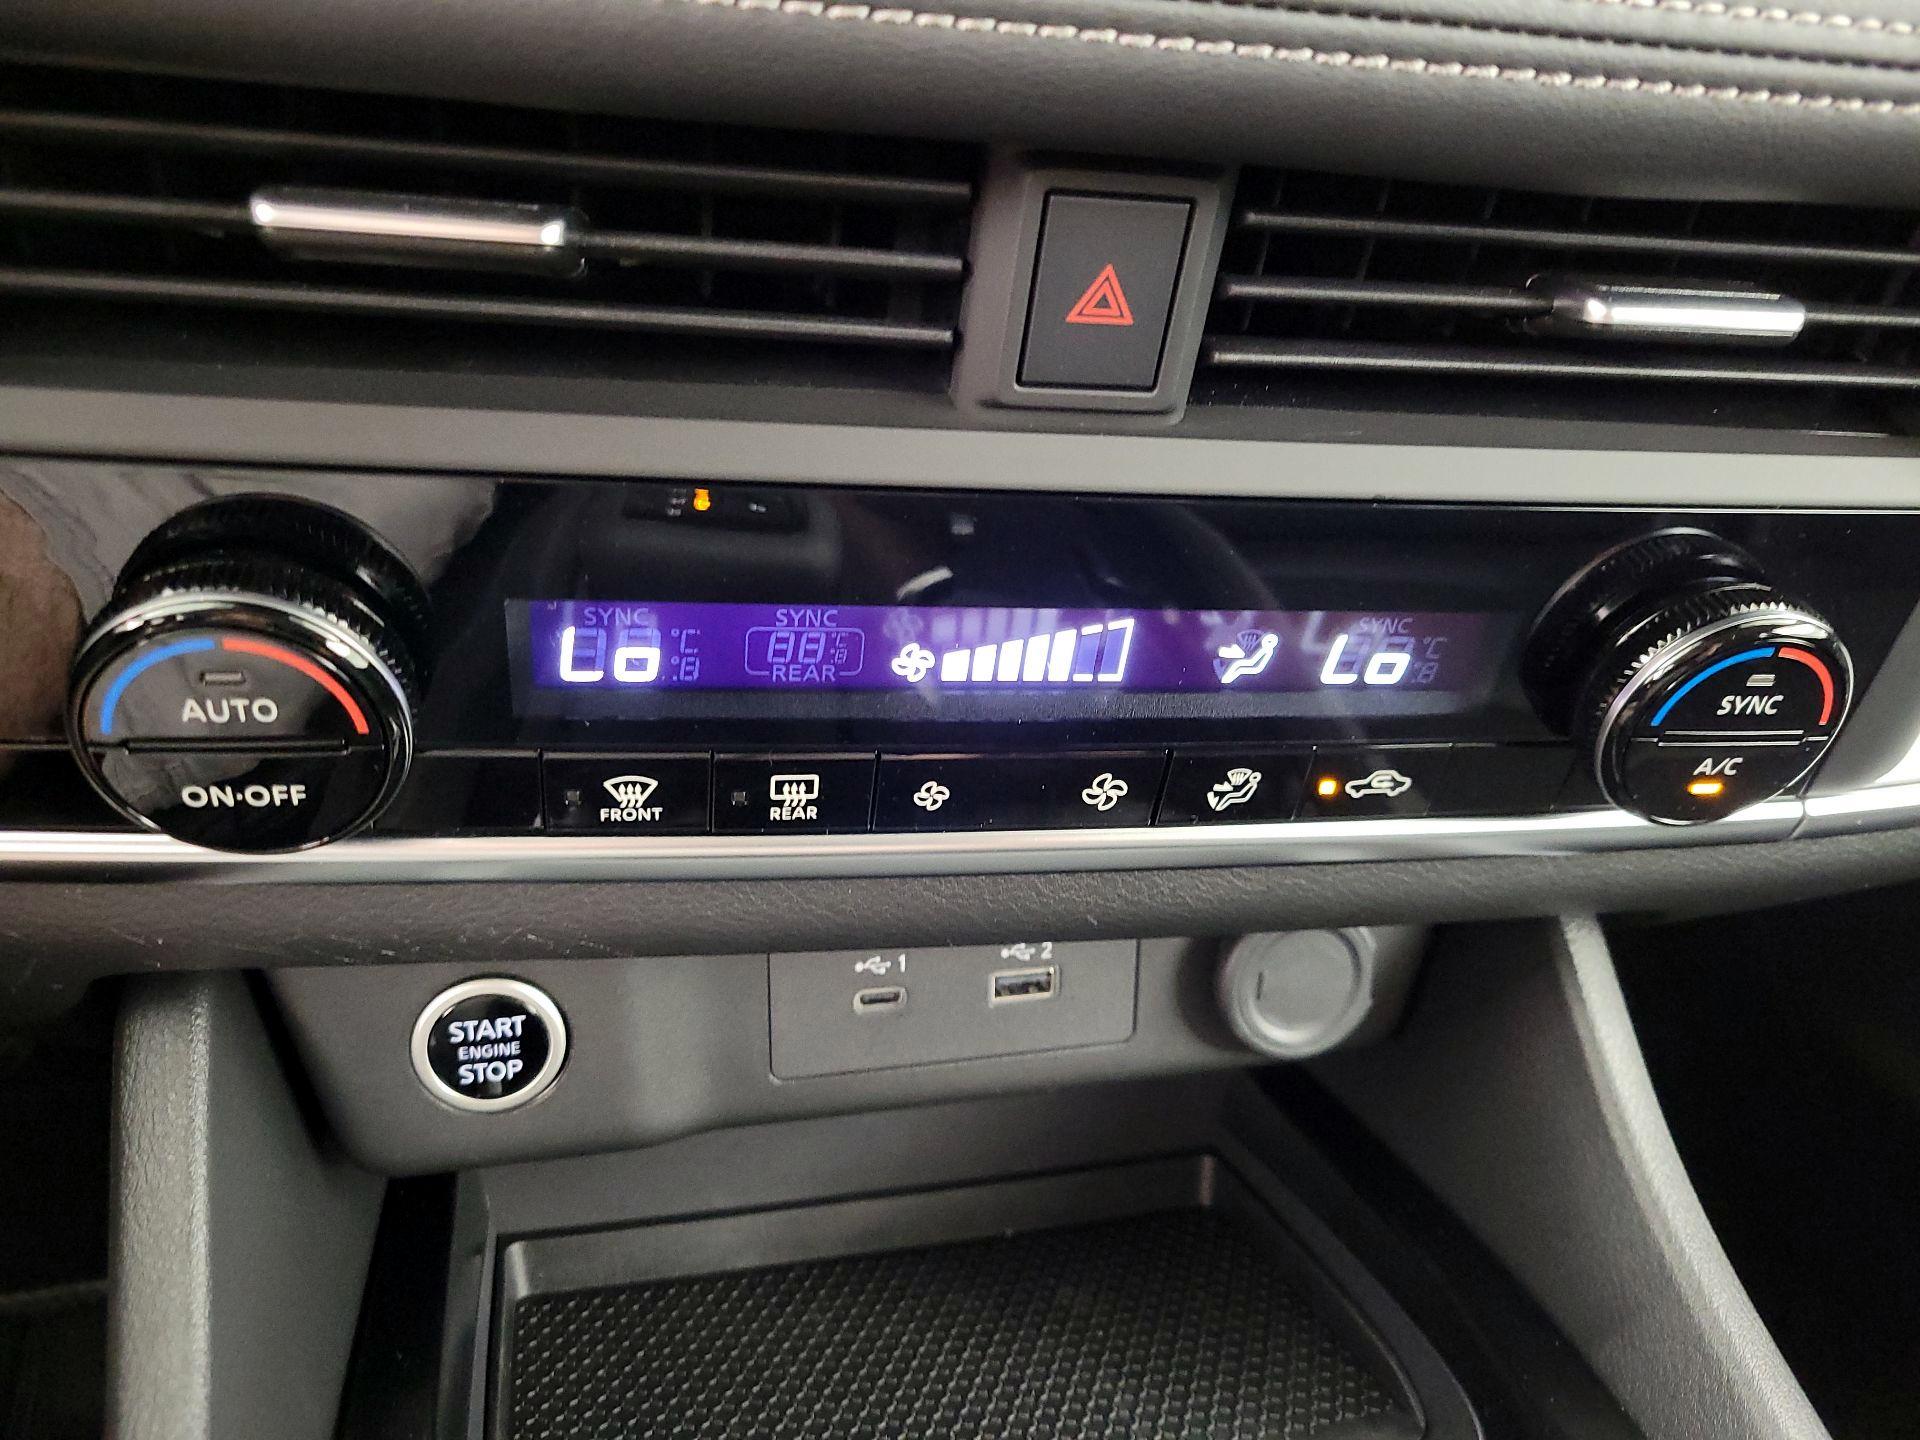 SYNC
Lo
SYNC
REAR
SYNC
Lo
AUTO
ON·OFF
FRONT
REAR
SYNC
A/C
1
2
START
ENGINE
STOP